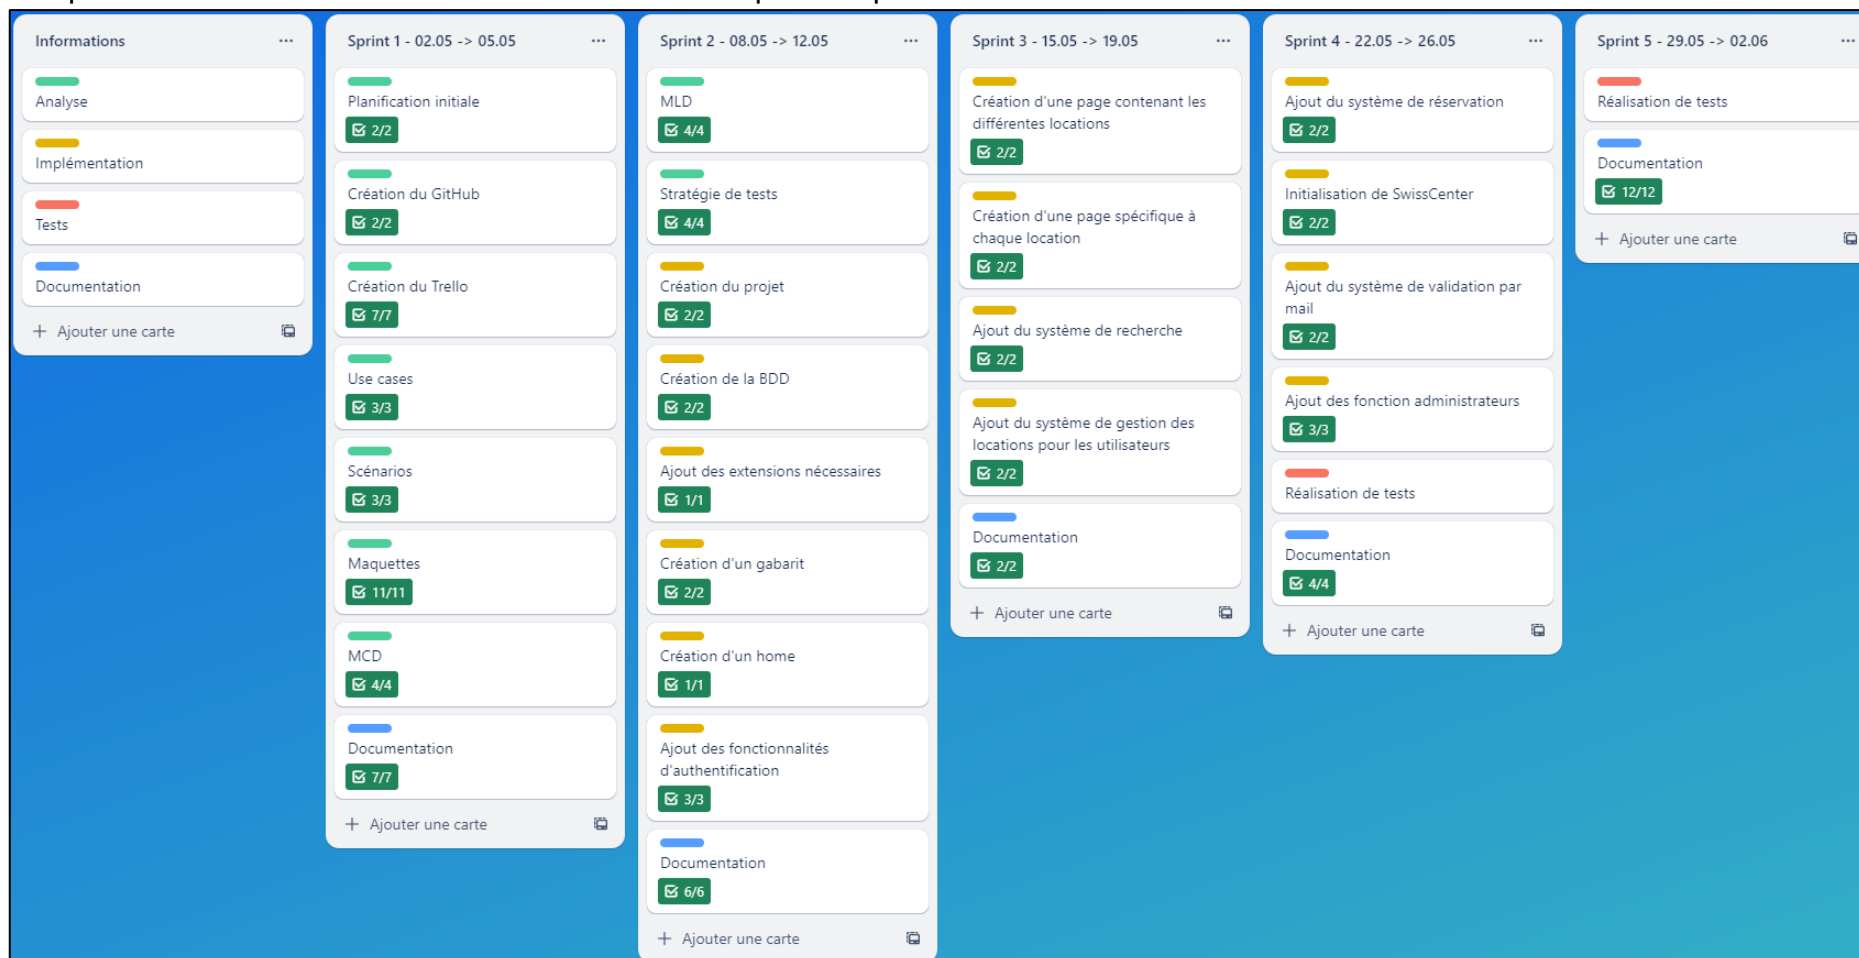 Informations
Analyse
Implémentation
Tests
Documentation
+ Ajouter une carte
Sprint 1 - 02.05 -> 05.05
Planification initiale
2/2
Création du GitHub
2/2
Création du Trello
7/7
Use cases
3/3
Scénarios
3/3
Maquettes
11/11
MCD
4/4
Documentation
7/7
+ Ajouter une carte
Sprint 2 - 08.05 -> 12.05
MLD
4/4
Stratégie de tests
4/4
Création du projet
2/2
Création de la BDD
2/2
Ajout des extensions nécessaires
1/1
Création d'un gabarit
2/2
Création d'un home
1/1
Ajout des fonctionnalités
d'authentification
3/3
Documentation
6/6
+ Ajouter une carte
Sprint 3 - 15.05 -> 19.05
Création d'une page contenant les
différentes locations
2/2
Création d'une page spécifique à
chaque location
2/2
Ajout du système de recherche
2/2
Ajout du système de gestion des
locations pour les utilisateurs
2/2
Documentation
2/2
+ Ajouter une carte
Sprint 4 - 22.05 -> 26.05
Ajout du système de réservation
2/2
Initialisation de SwissCenter
2/2
Ajout du système de validation par
mail
2/2
Ajout des fonction administrateurs
3/3
Réalisation de tests
Documentation
4/4
+ Ajouter une carte
Sprint 5 - 29.05 -> 02.06
Réalisation de tests
Documentation
12/12
+ Ajouter une carte